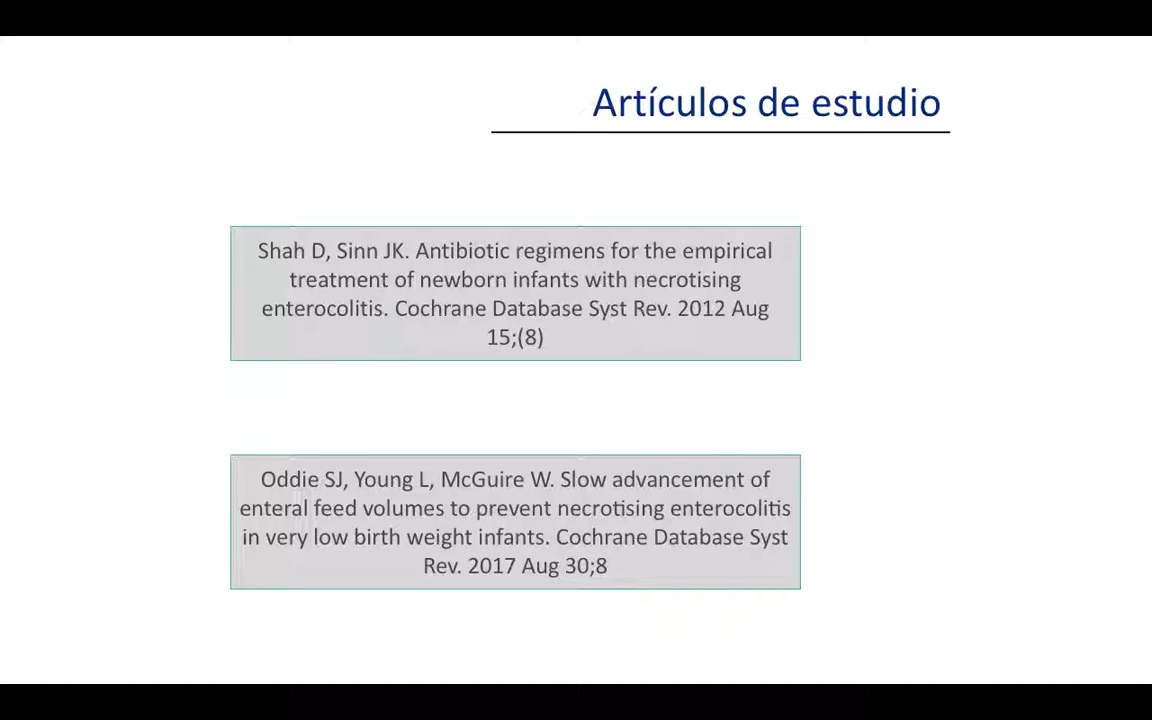 Artículos de estudio
Shah D, Sinn JK. Antibiotic regimens for the empirical
treatment of newborn infants with necrotising
enterocolitis. Cochrane Database Syst Rev. 2012 Aug
15;(8)
Oddie SJ, Young L, McGuire W. Slow advancement of
enteral feed volumes to prevent necrotising enterocolitis
in very low birth weight infants. Cochrane Database Syst
Rev. 2017 Aug 30;8